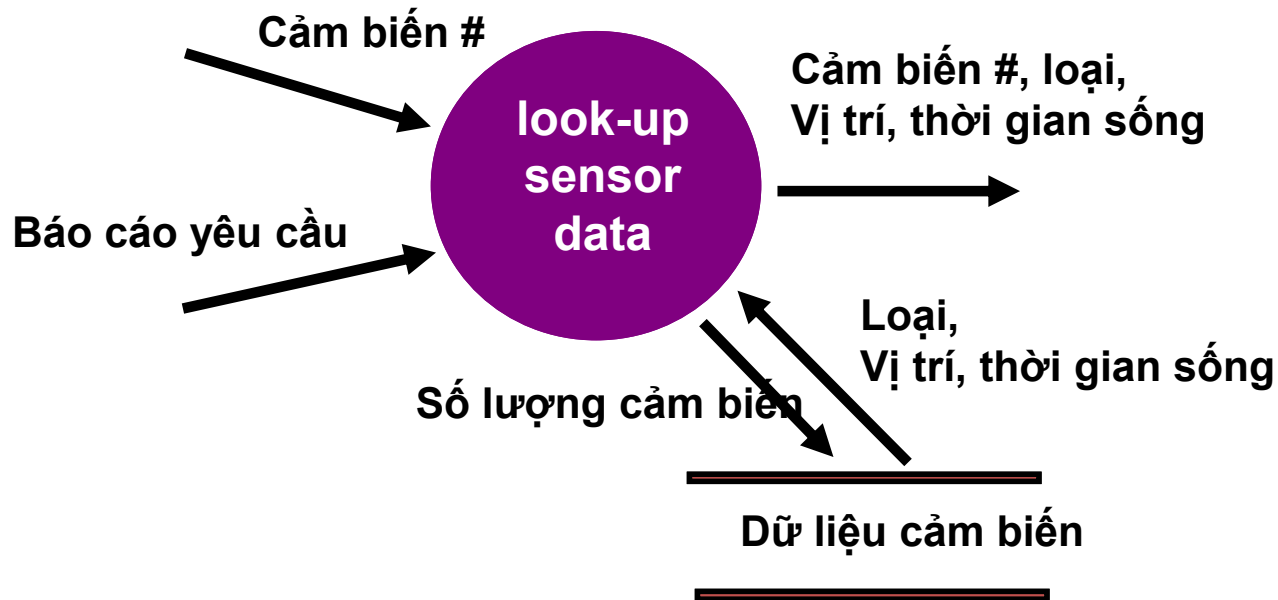 Cảm biến #
Cảm biến #, loại,
Vị trí, thời gian sống
look-up
sensor
data
Báo cáo yêu cầu
Loại,
Vị trí, thời gian sống
Số lượng cảm biến
Dữ liệu cảm biến